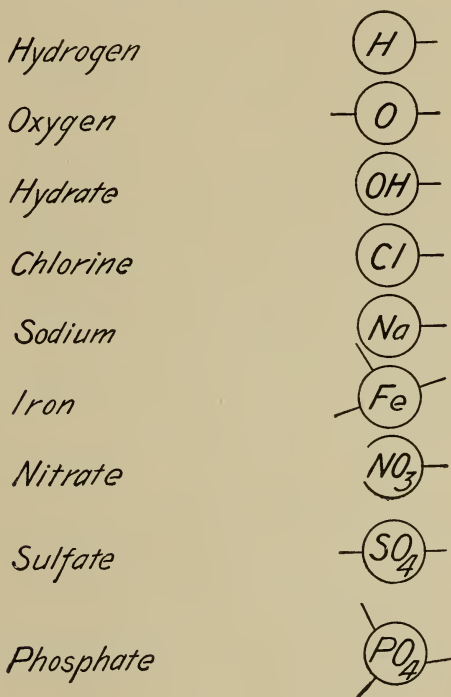 Hydrogen H
Oxygen O
Hydrate OH
Chlorine Cl
Sodium Na
Iron Fe
Nitrate NO3
Sulfate SO4
Phosphate PO4